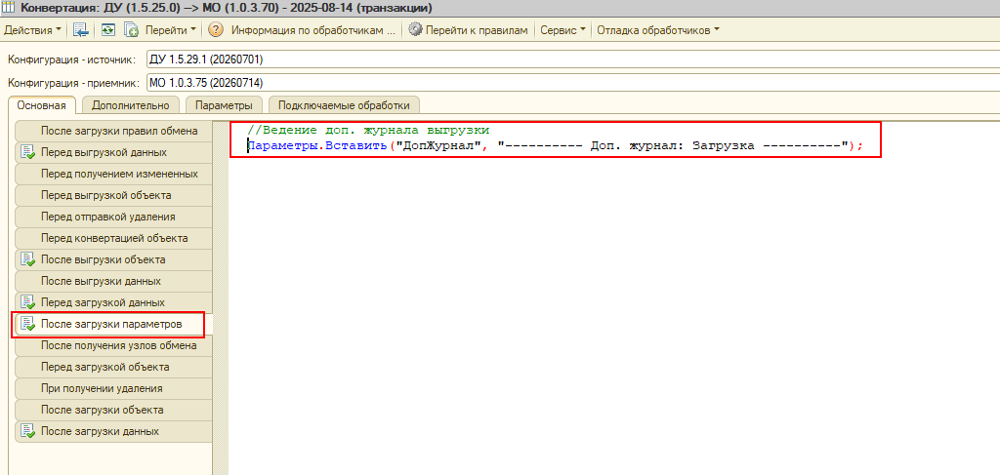 Конвертация: ДУ (1.5.25.0) --> МО (1.0.3.70) - 2025-08-14 (транзакции)
Действия Перейти ? Информация по обработчикам ... Перейти к правилам Сервис Отладка обработчиков
Конфигурация - источник: ДУ 1.5.29.1 (20260701)
Конфигурация - приемник: МО 1.0.3.75 (20260714)
Основная Дополнительно Параметры Подключаемые обработки
После загрузки правил обмена
Перед выгрузкой данных
Перед получением измененных
Перед выгрузкой объекта
Перед отправкой удаления
Перед конвертацией объекта
После выгрузки объекта
После выгрузки данных
Перед загрузкой данных
После загрузки параметров
После получения узлов обмена
Перед загрузкой объекта
При получении удаления
После загрузки объекта
После загрузки данных
//Ведение доп. журнала выгрузки
Параметры.Вставить("ДопЖурнал", "---------- Доп. журнал: Загрузка ----------");